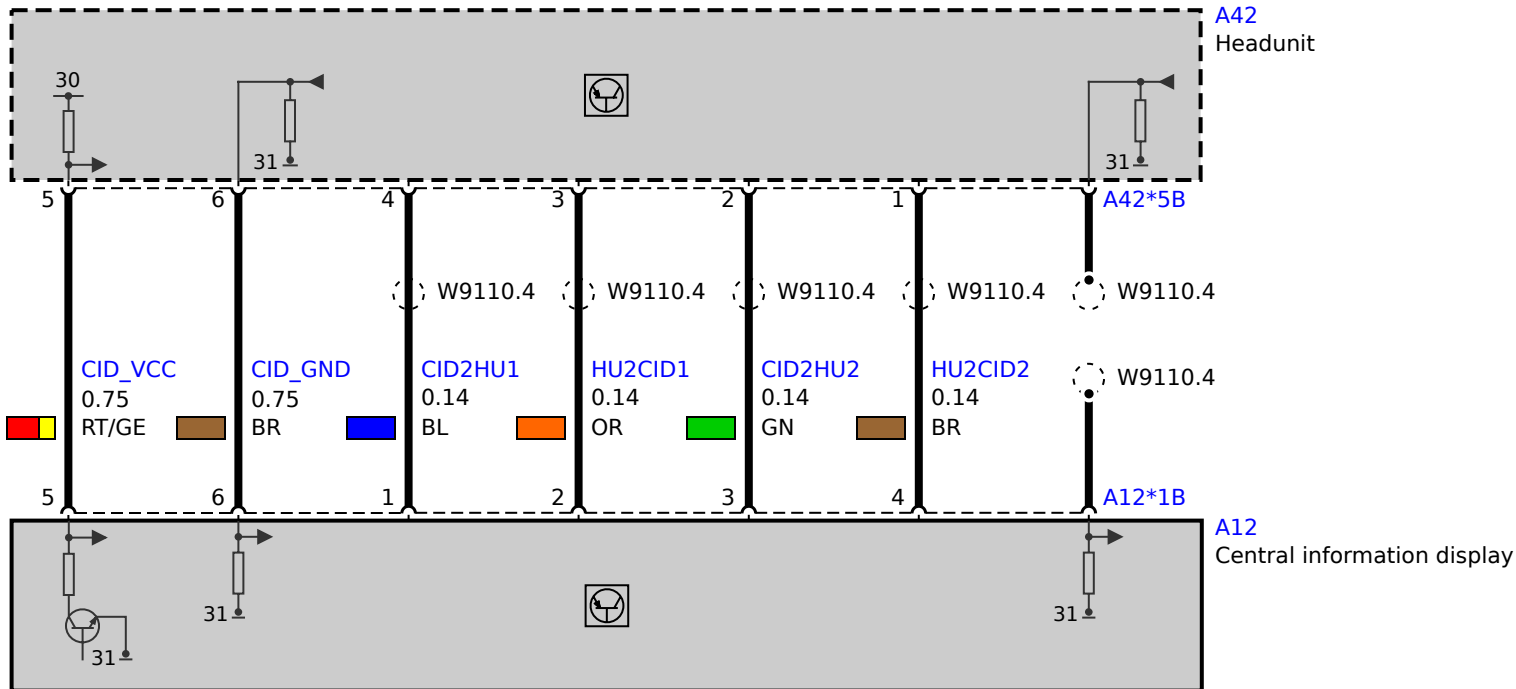 A42
Headunit
30
31
31
5
6
4
3
2
1
A42*5B
W9110.4
W9110.4
W9110.4
W9110.4
W9110.4
CID_VCC
0.75
RT/GE
CID_GND
0.75
BR
CID2HU1
0.14
BL
HU2CID1
0.14
OR
CID2HU2
0.14
GN
HU2CID2
0.14
BR
W9110.4
5
6
1
2
3
4
A12*1B
A12
Central information display
31
31
31